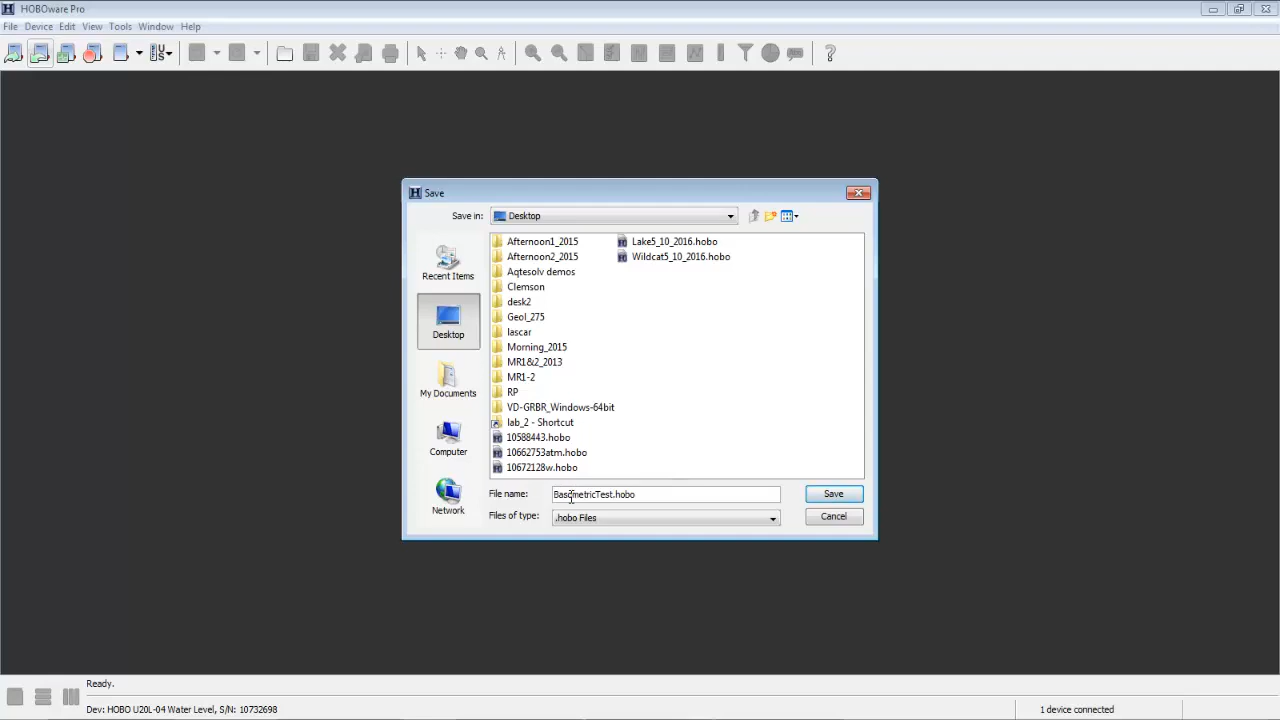 HOBOware Pro
File Device Edit View Tools Window Help
Save
Save in: Desktop
Recent Items
Desktop
My Documents
Computer
Network
Afternoon1_2015
Afternoon2_2015
Aqtesolv demos
Clemson
desk2
Geol_275
lascar
Morning_2015
MR1&2_2013
MR1-2
RP
VD-GRBR_Windows-64bit
lab_2 - Shortcut
10588443.hobo
10662753atm.hobo
10672128w.hobo
Lake5_10_2016.hobo
Wildcat5_10_2016.hobo
File name:
Save
Files of type: .hobo Files
Cancel
Ready.
Dev: HOBO U20L-04 Water Level, S/N: 10732698
1 device connected